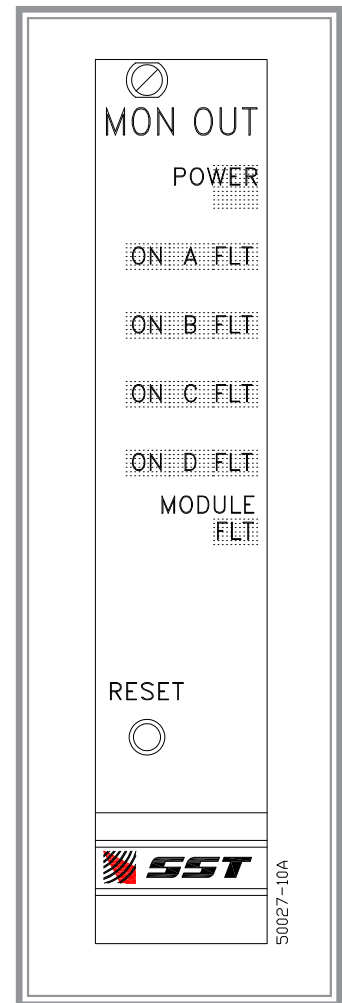 MON OUT
POWER
ON A FLT
ON B FLT
ON C FLT
ON D FLT
MODULE
FLT
RESET
SST
50027-10A